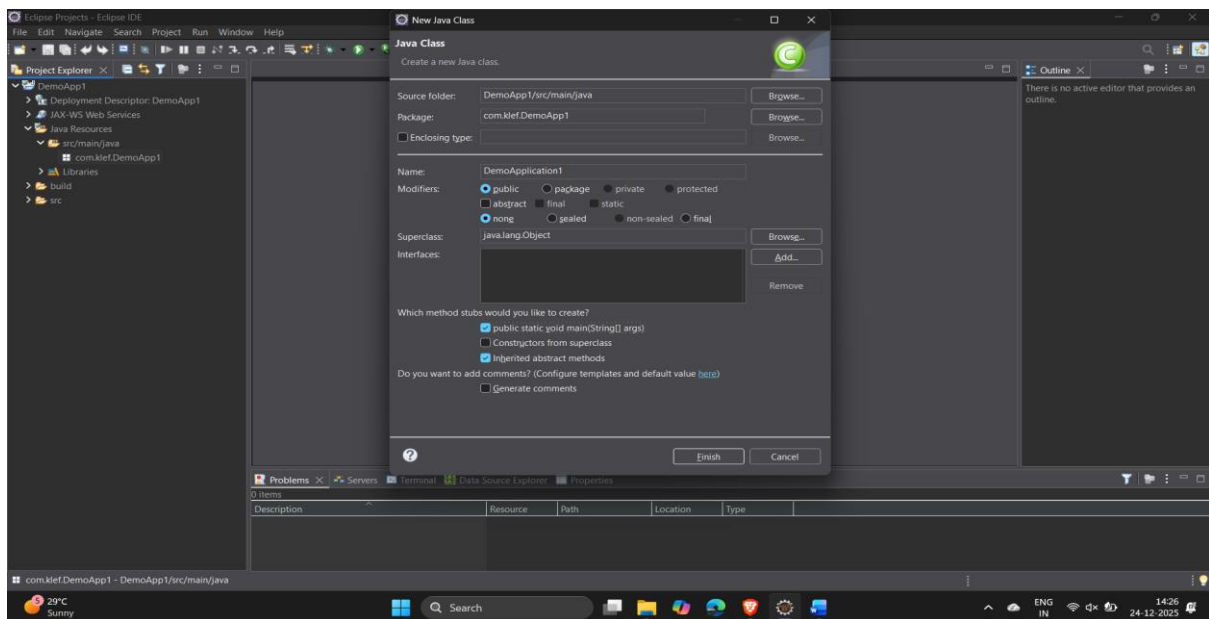 Eclipse Projects - Eclipse IDE
File Edit Navigate Search Project Run Window Help
Project Explorer
DemoApp1
Deployment Descriptor: DemoApp1
JAX-WS Web Services
Java Resources
src/main/java
com.klef.DemoApp1
Libraries
build
src
New Java Class
Java Class
Create a new Java class.
Source folder: DemoApp1/src/main/java Browse...
Package: com.klef.DemoApp1 Browse...
Enclosing type: Browse...
Name: DemoApplication1
Modifiers: public package private protected
abstract final static
none sealed non-sealed final
Superclass: java.lang.Object Browse...
Interfaces: Add...
Remove
Which method stubs would you like to create?
public static void main(String[] args)
Constructors from superclass
Inherited abstract methods
Do you want to add comments? (Configure templates and default value here)
Generate comments
Finish Cancel
Outline
There is no active editor that provides an
outline.
Problems Servers Terminal Data Source Explorer Properties
0 items
Description Resource Path Location Type
com.klef.DemoApp1 - DemoApp1/src/main/java
5 29°C
Sunny
Search
ENG
IN
14:26
24-12-2025